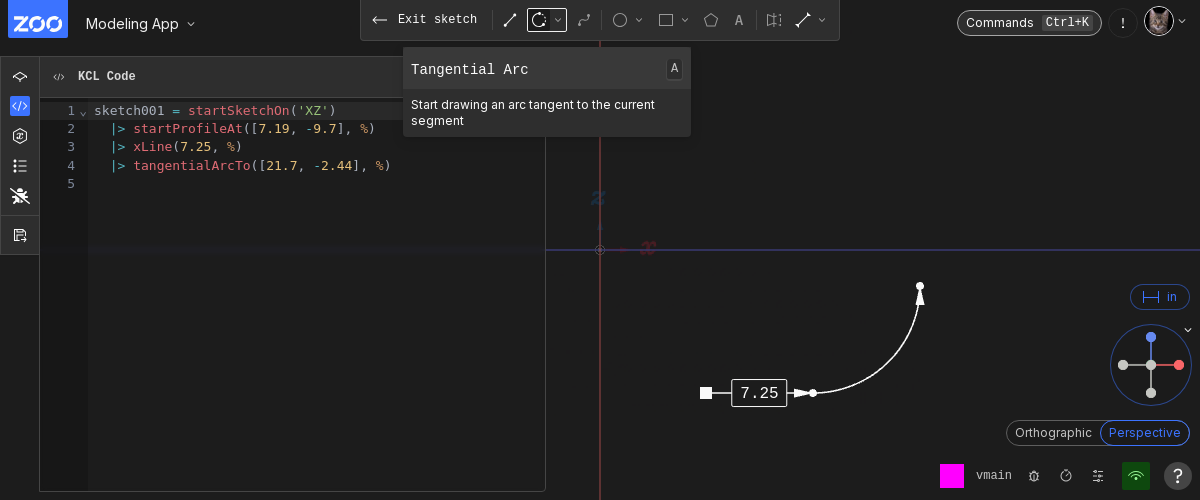 ZOO Modeling App
Exit sketch
A
Commands Ctrl+K
!
KCL Code
Tangential Arc A
Start drawing an arc tangent to the current
segment
1 sketch001 = startSketchOn('XZ')
2 |> startProfileAt([7.19, -9.7], %)
3 |> xLine(7.25, %)
4 |> tangentialArcTo([21.7, -2.44], %)
5
z
x
in
7.25
Orthographic Perspective
vmain
?